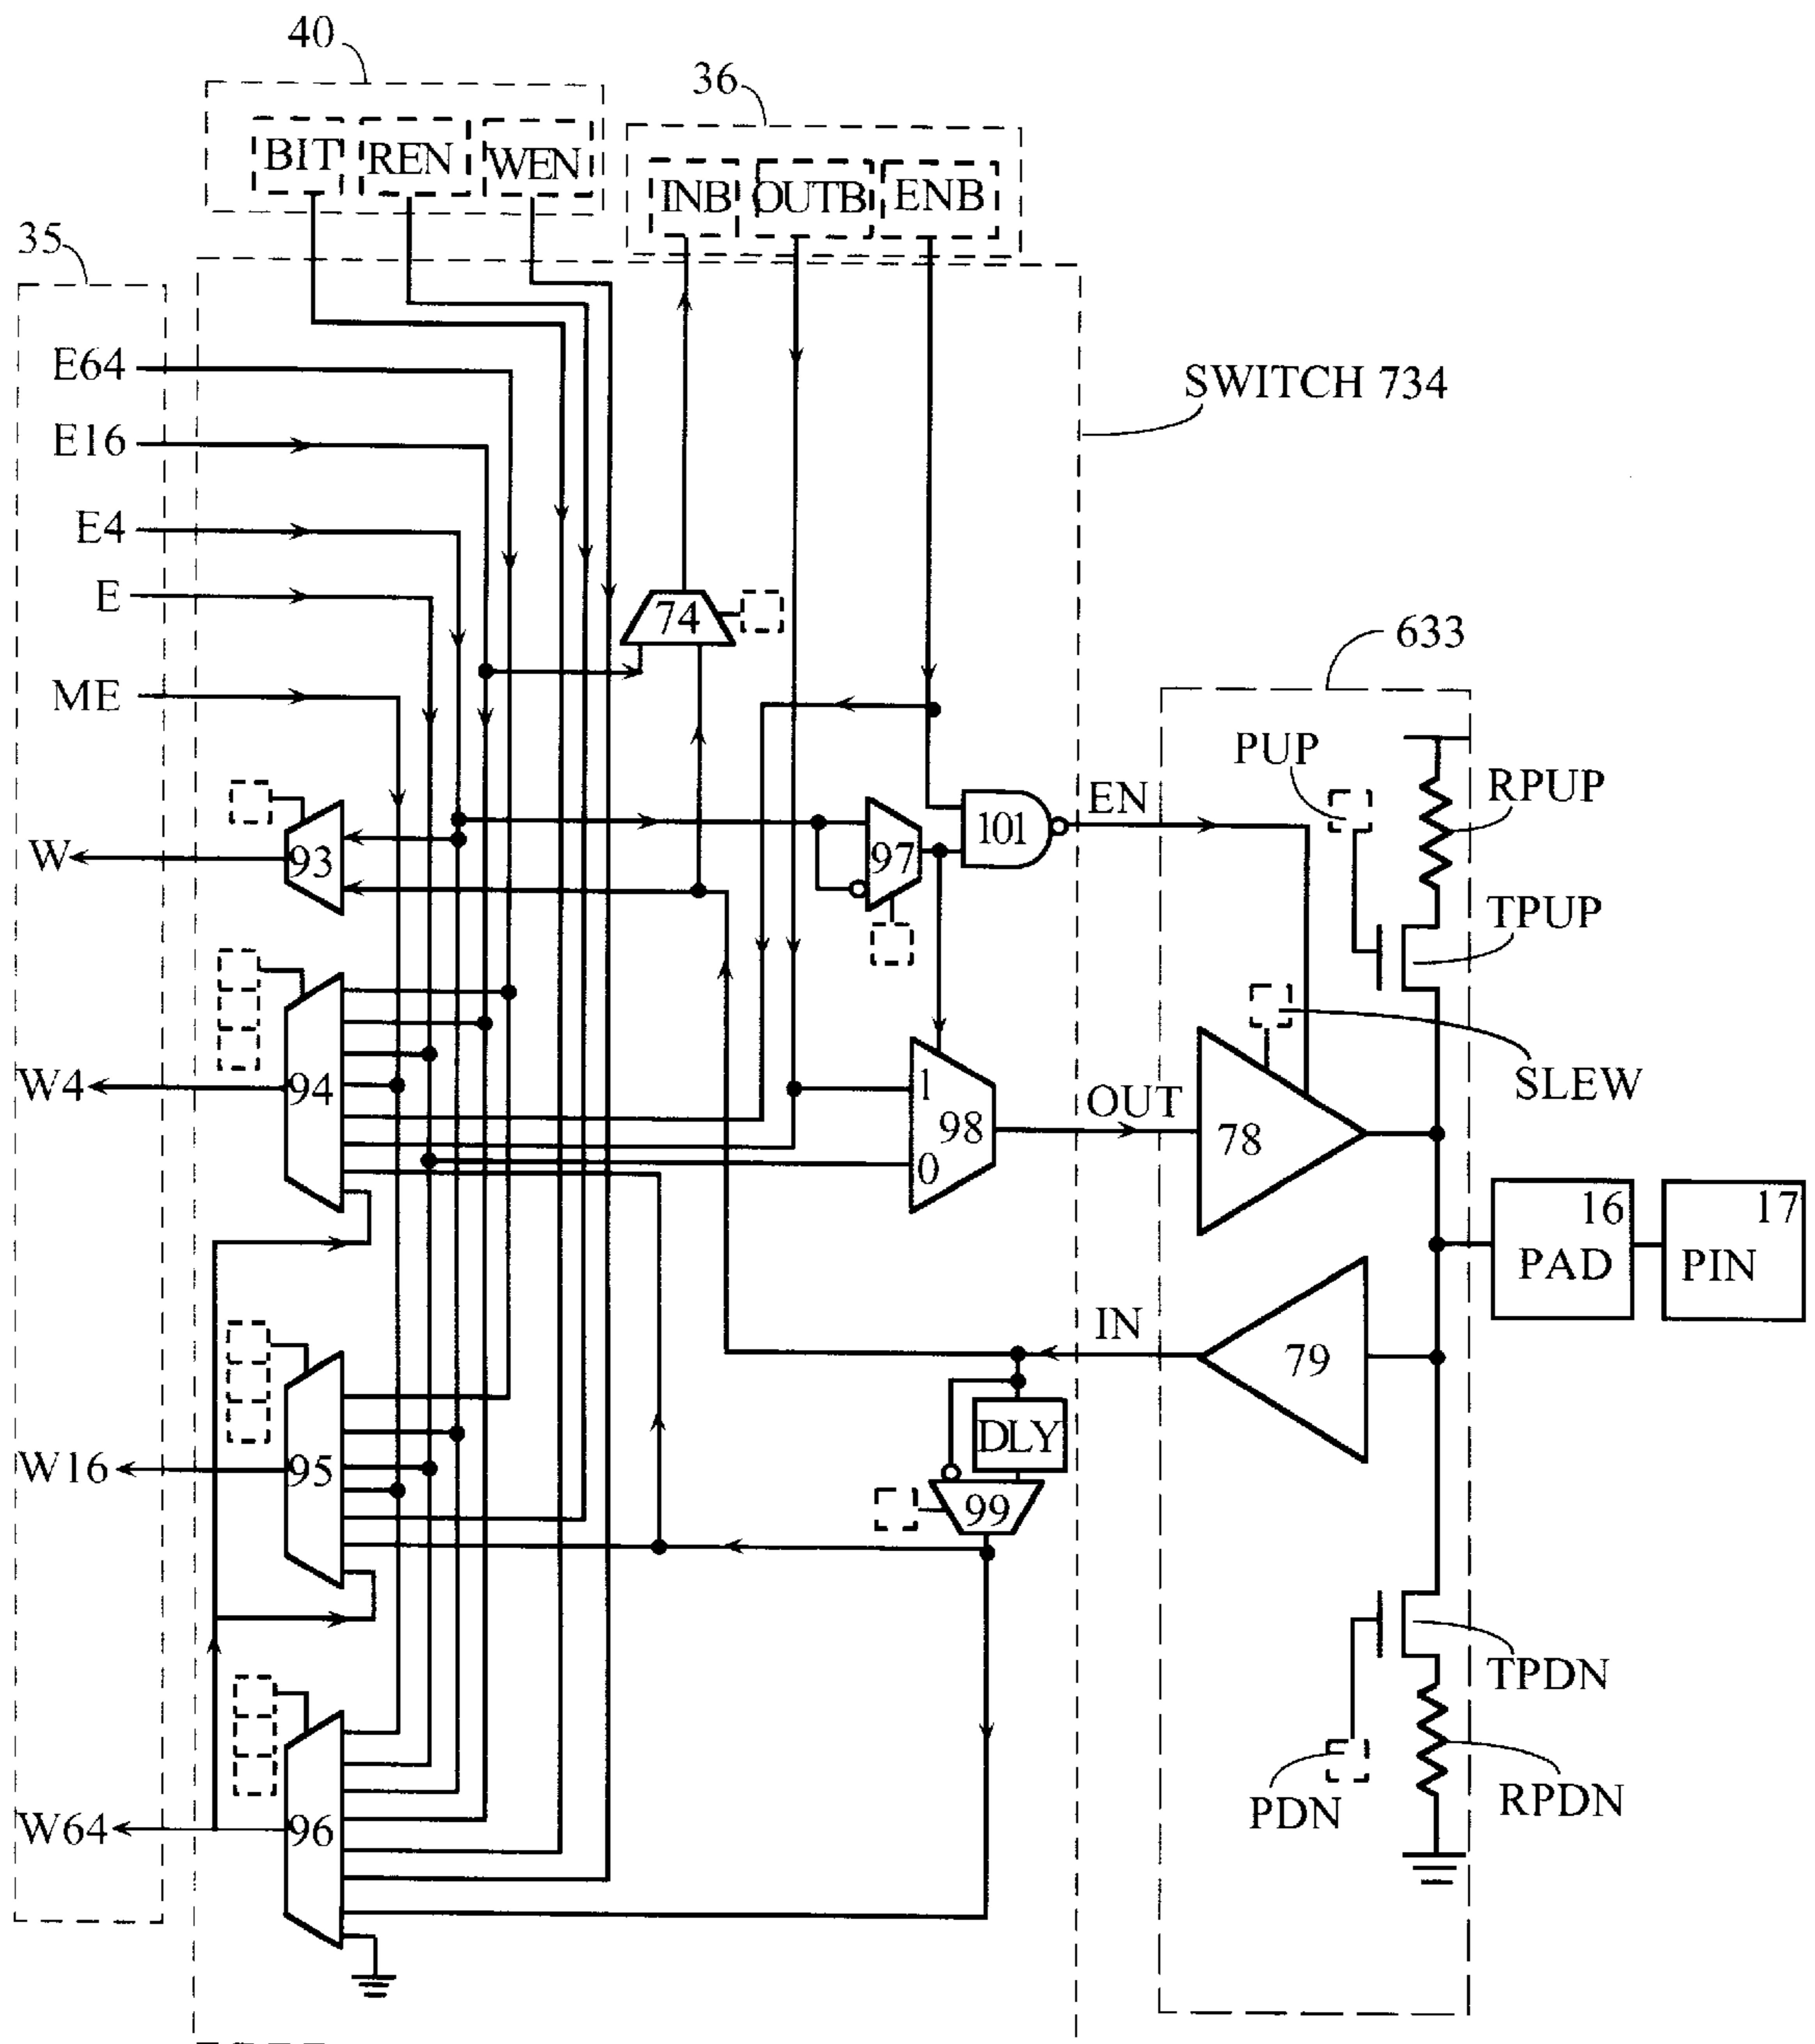 40
36
BIT REN WEN
INB OUTB ENB
35
E64
SWITCH 734
E16
E4
E
74
633
ME
PUP
RPUP
EN
101
97
W
93
TPUP
94
W4
1
98
0
OUT
78
SLEW
16
PAD
17
PIN
IN
79
DLY
99
95
W16
TPDN
RPDN
PDN
96
W64